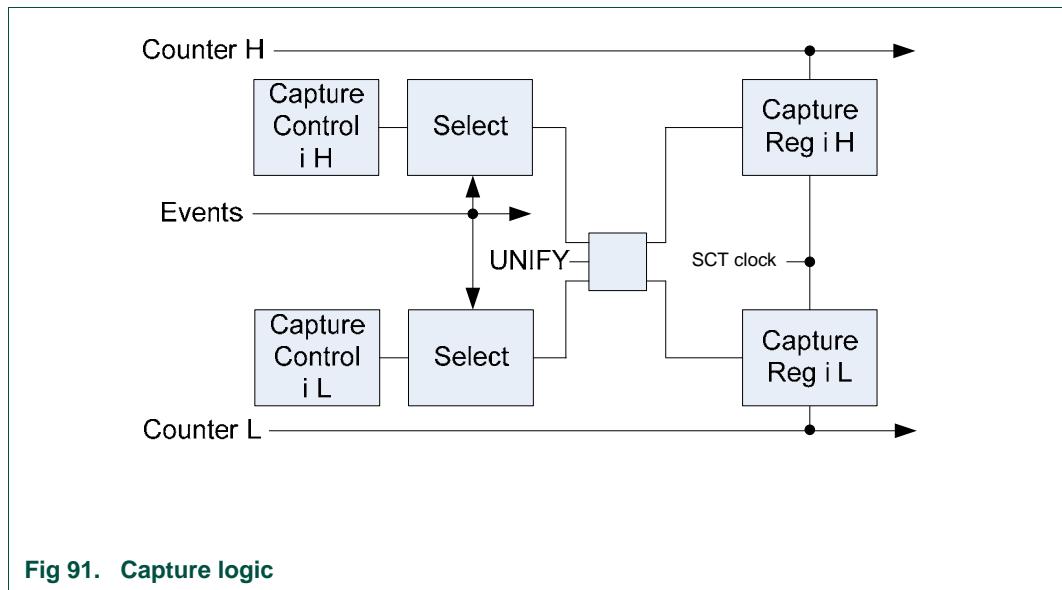 Counter H
Capture
Control
i H
Select
Capture
Reg i H
Events
UNIFY
SCT clock
Capture
Control
i L
Select
Capture
Reg i L
Counter L
Fig 91. Capture logic